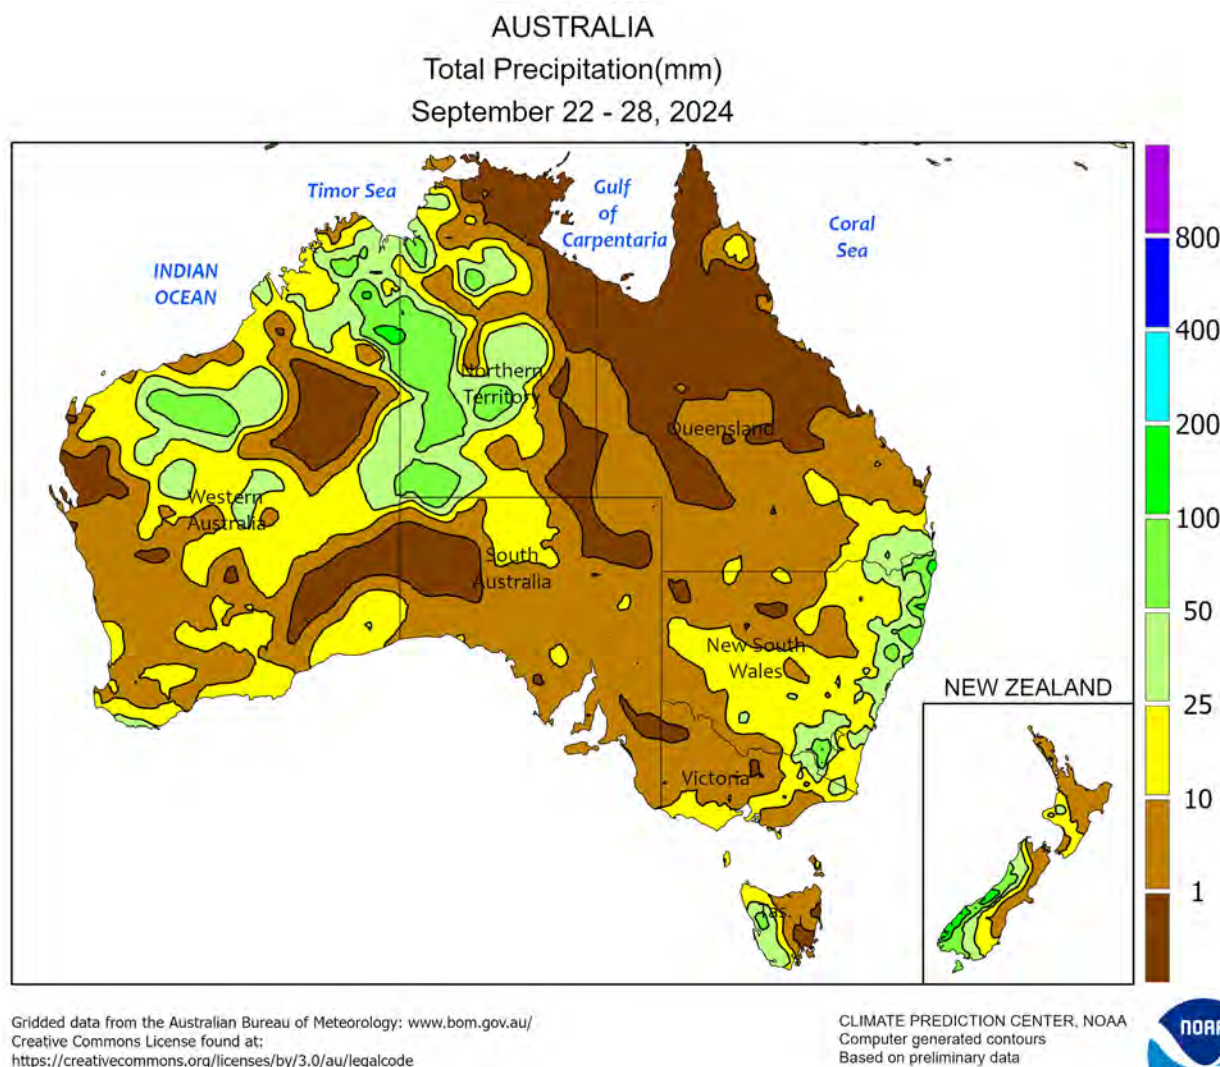 AUSTRALIA
Total Precipitation(mm)
September 22 - 28, 2024
Timor Sea
Gulf
of
Carpentaria
Coral
Sea
INDIAN
OCEAN
Northern
Territory
Queensland
Western
Australia
South
Australia
New South
Wales
Victoria
Tas.
NEW ZEALAND
800
400
200
100
50
25
10
1
Gridded data from the Australian Bureau of Meteorology: www.bom.gov.au/
Creative Commons License found at:
https://creativecommons.org/licenses/by/3.0/au/legalcode
CLIMATE PREDICTION CENTER, NOAA
Computer generated contours
Based on preliminary data
NOAA